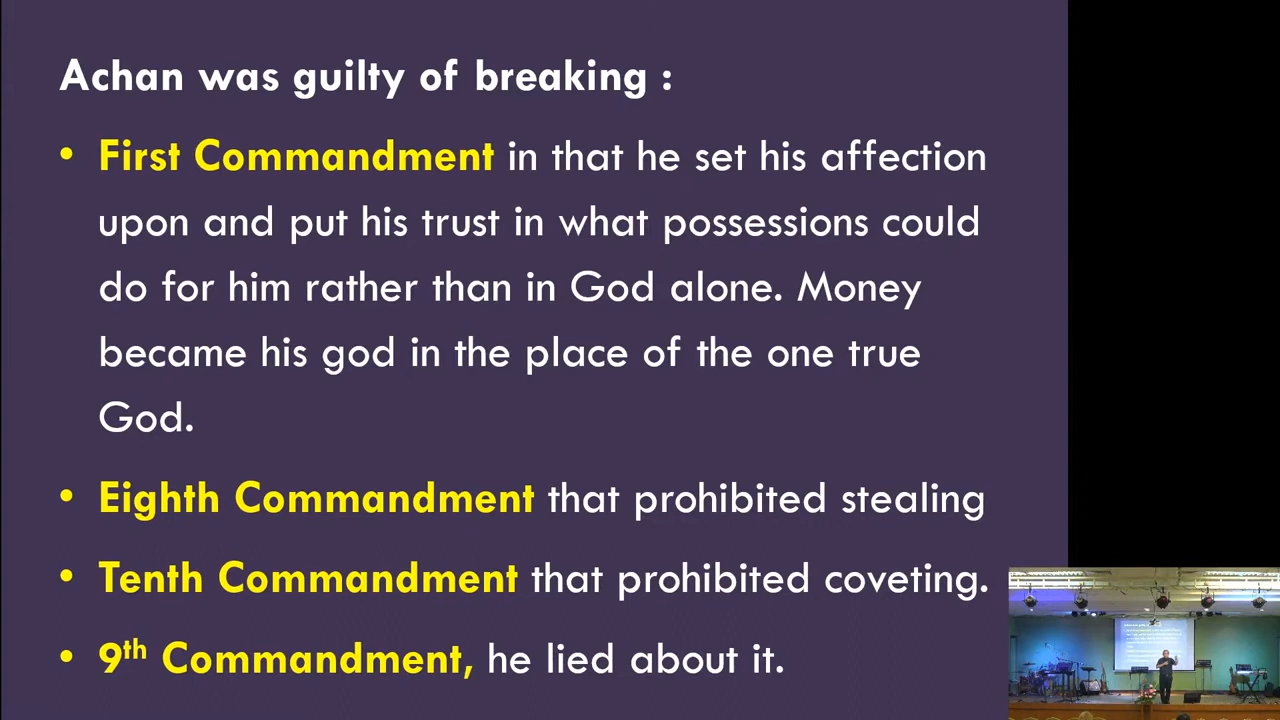 Achan was guilty of breaking :
• First Commandment in that he set his affection
upon and put his trust in what possessions could
do for him rather than in God alone. Money
became his god in the place of the one true
God.
• Eighth Commandment that prohibited stealing
• Tenth Commandment that prohibited coveting.
• 9th Commandment, he lied about it.